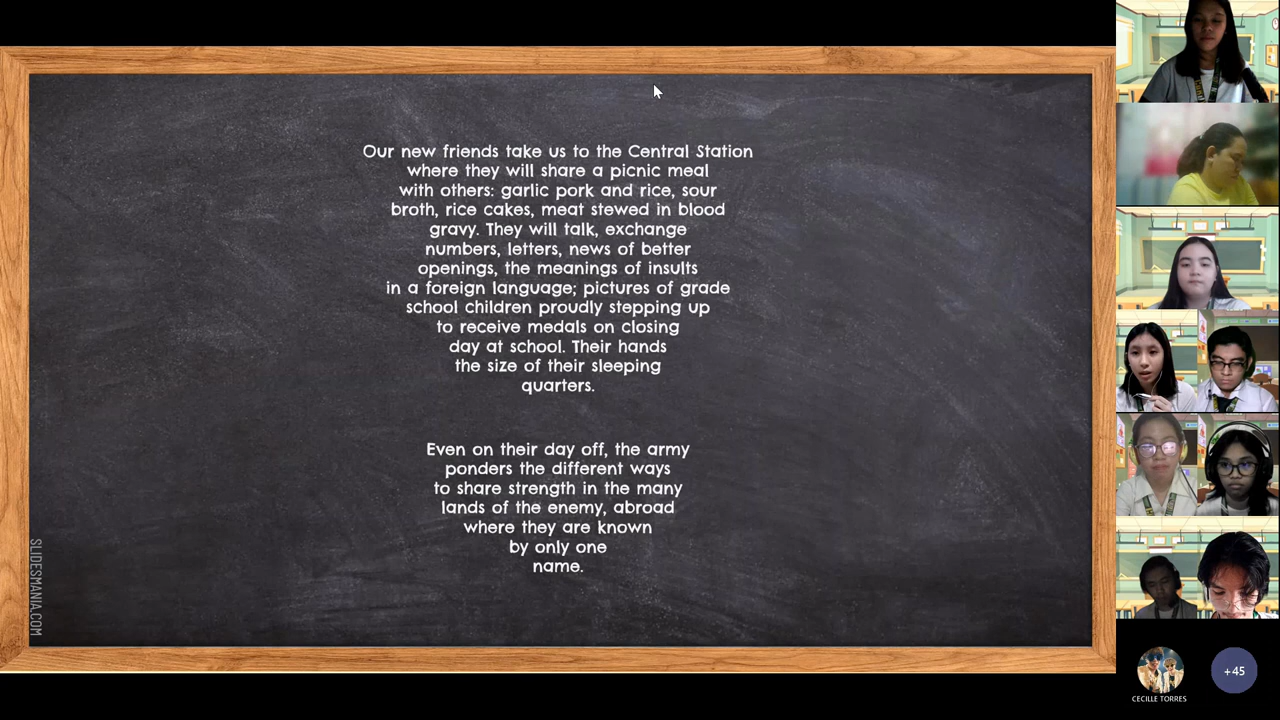 Our new friends take us to the Central Station
where they will share a picnic meal
with others: garlic pork and rice, sour
broth, rice cakes, meat stewed in blood
gravy. They will talk, exchange
numbers, letters, news of better
openings, the meanings of insults
in a foreign language; pictures of grade
school children proudly stepping up
to receive medals on closing
day at school. Their hands
the size of their sleeping
quarters.
Even on their day off, the army
ponders the different ways
to share strength in the many
lands of the enemy, abroad
where they are known
by only one
name.
SLIDESMANIA.COM
CECILLE TORRES
+45